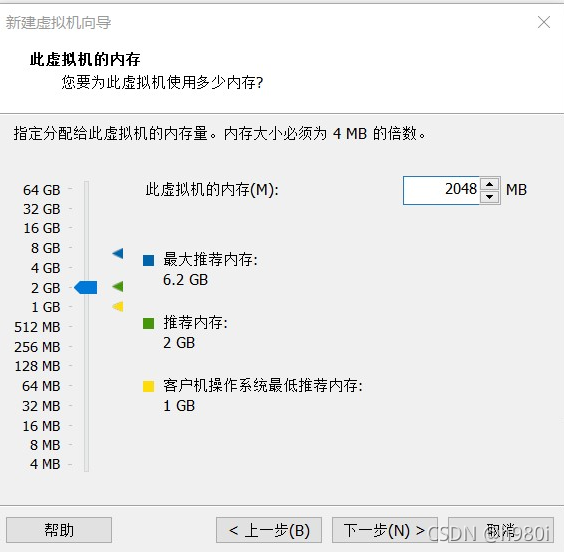 新建虚拟机向导
此虚拟机的内存
您要为此虚拟机使用多少内存?
指定分配给此虚拟机的内存量。内存大小必须为 4 MB 的倍数。
64 GB
32 GB
16 GB
8 GB
4 GB
2 GB
1 GB
512 MB
256 MB
128 MB
64 MB
32 MB
16 MB
8 MB
4 MB
此虚拟机的内存(M):
2048 MB
最大推荐内存:
6.2 GB
推荐内存:
2 GB
客户机操作系统最低推荐内存:
1 GB
帮助
< 上一步(B)
下一步(N) >
取消